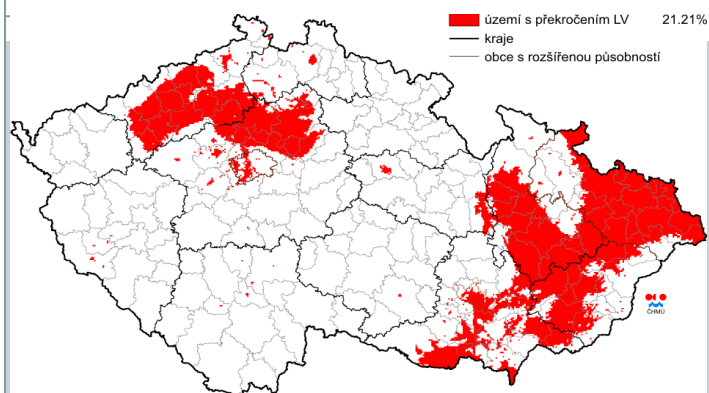 území s překročením LV 21.21%
kraje
obce s rozšířenou působností
ČHMÚ